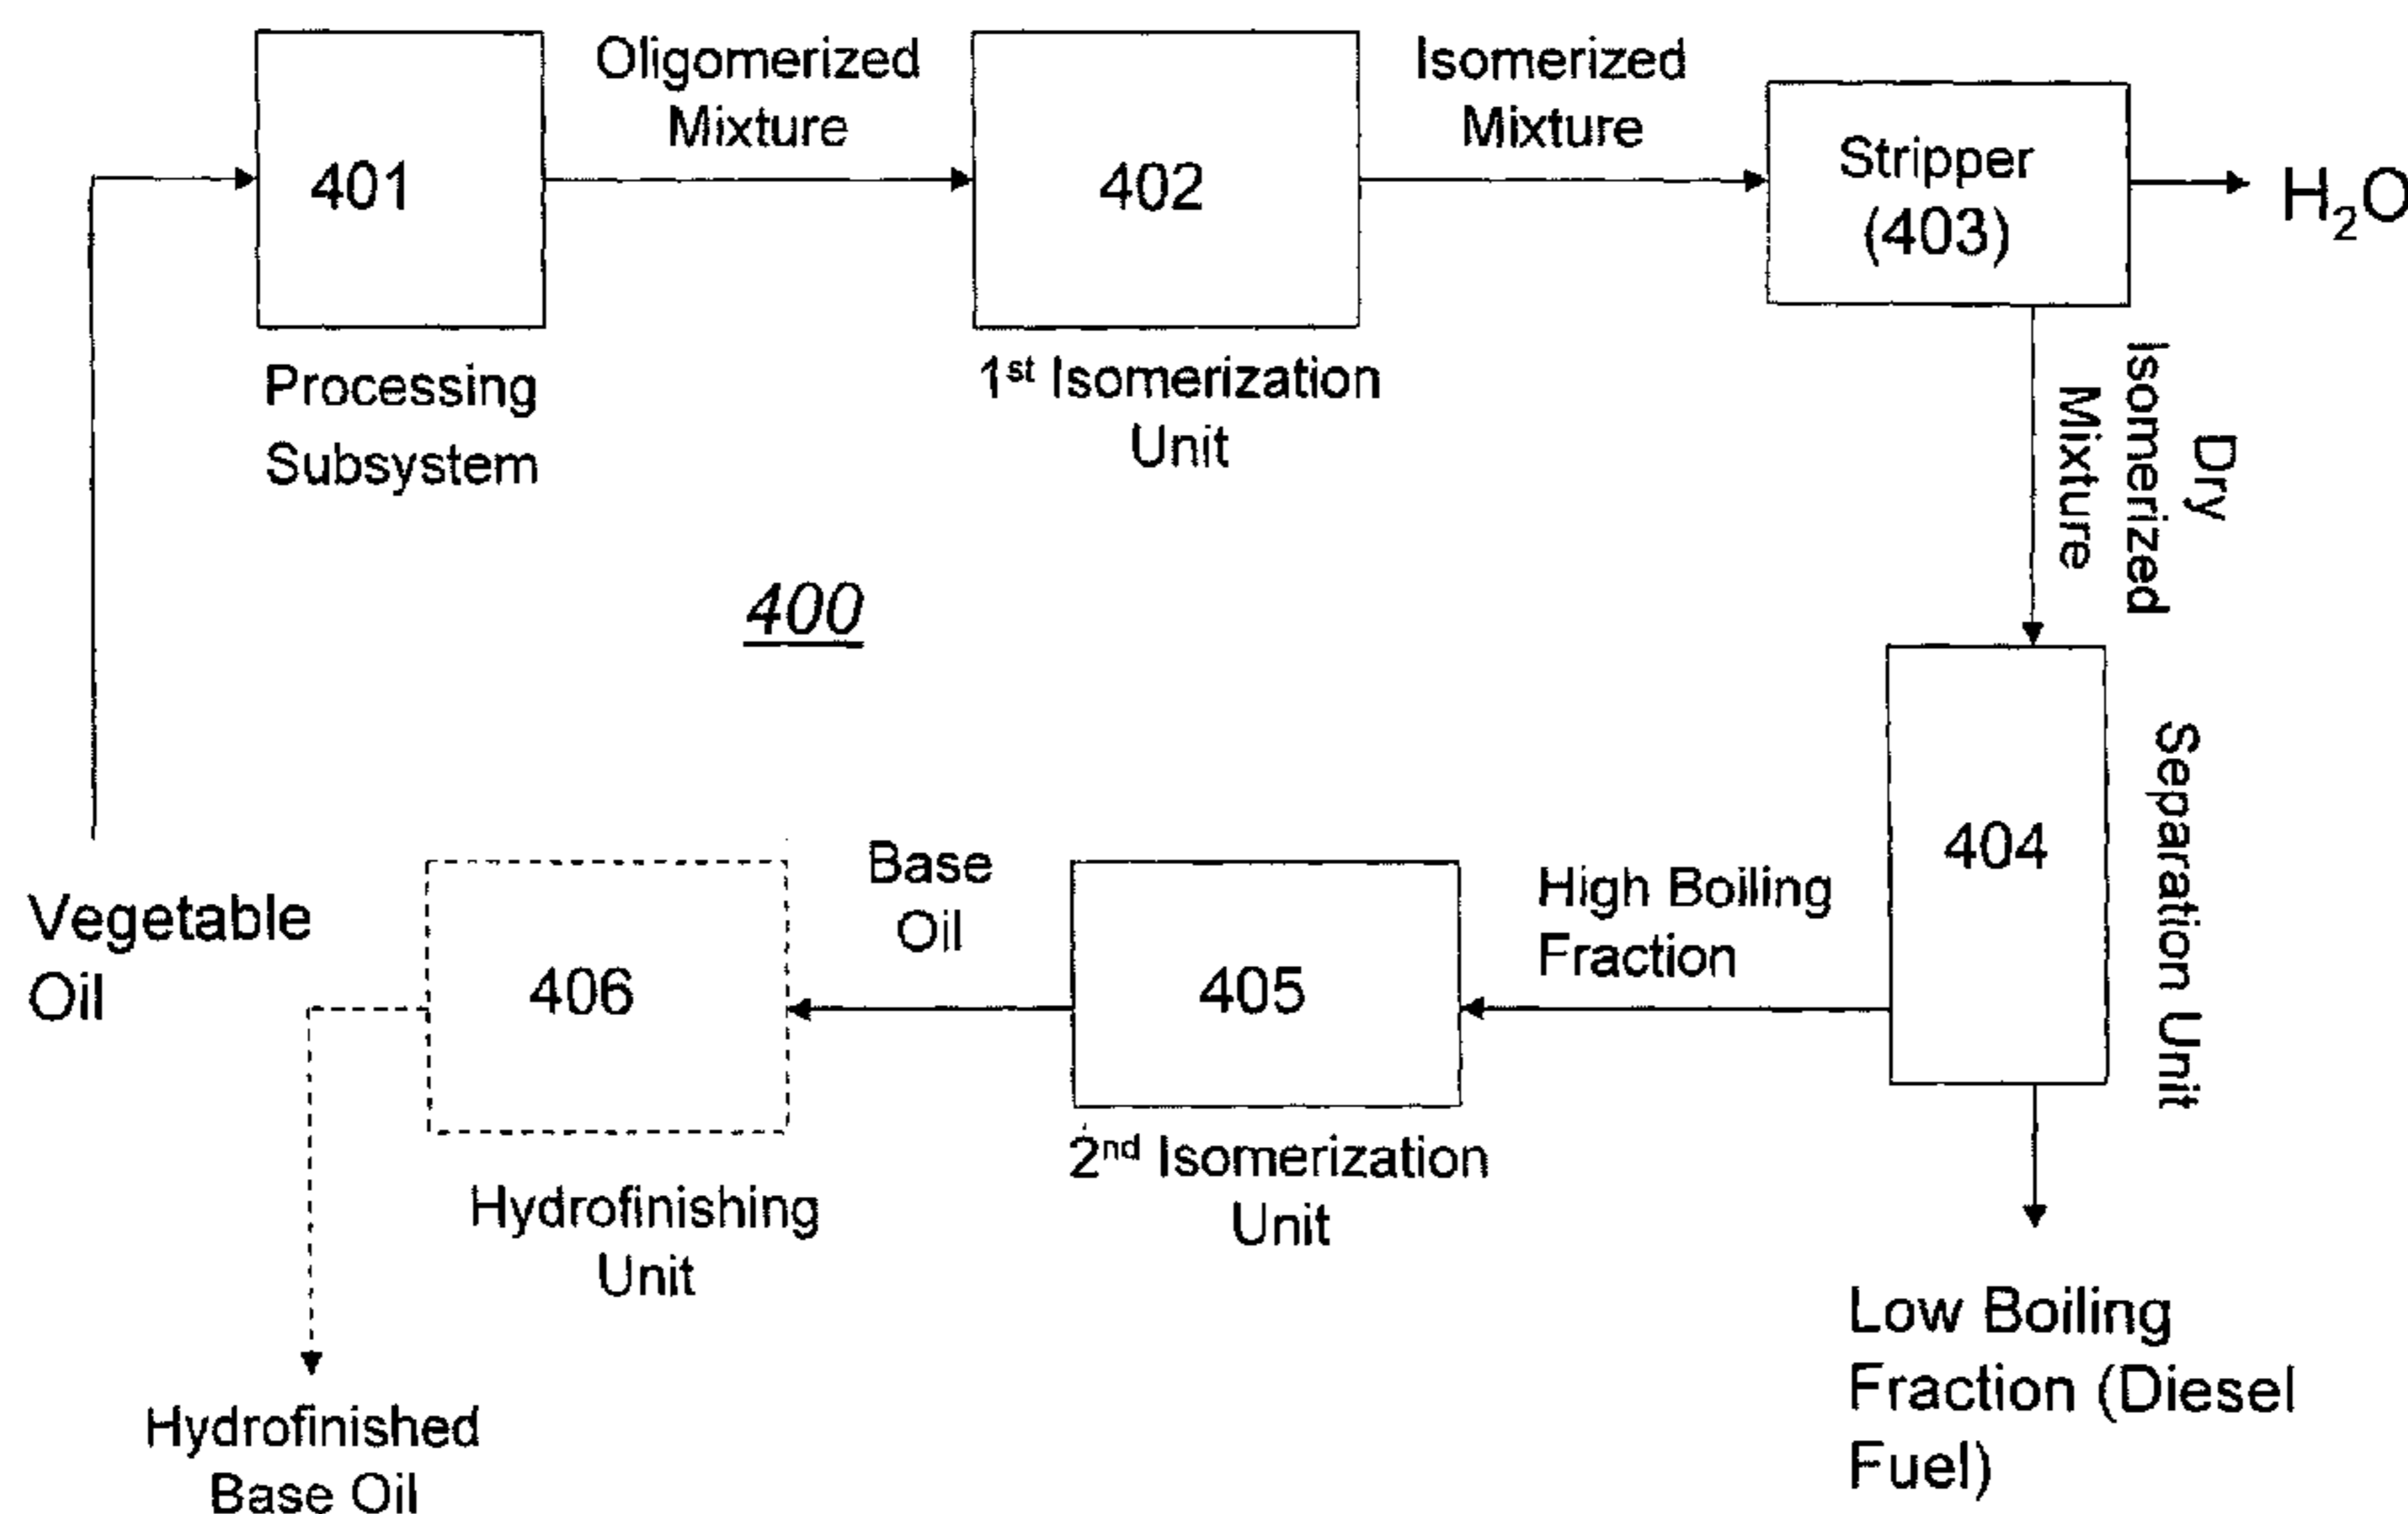 Oligomerized
Mixture
Isomerized
Mixture
401
402
Stripper
(403)
H₂O
Processing
Subsystem
1st Isomerization
Unit
Dry
Isomerized
Mixture
400
404
Separation Unit
Vegetable
Oil
406
Base
Oil
405
High Boiling
Fraction
Hydrofinishing
Unit
2nd Isomerization
Unit
Low Boiling
Fraction (Diesel
Fuel)
Hydrofinished
Base Oil